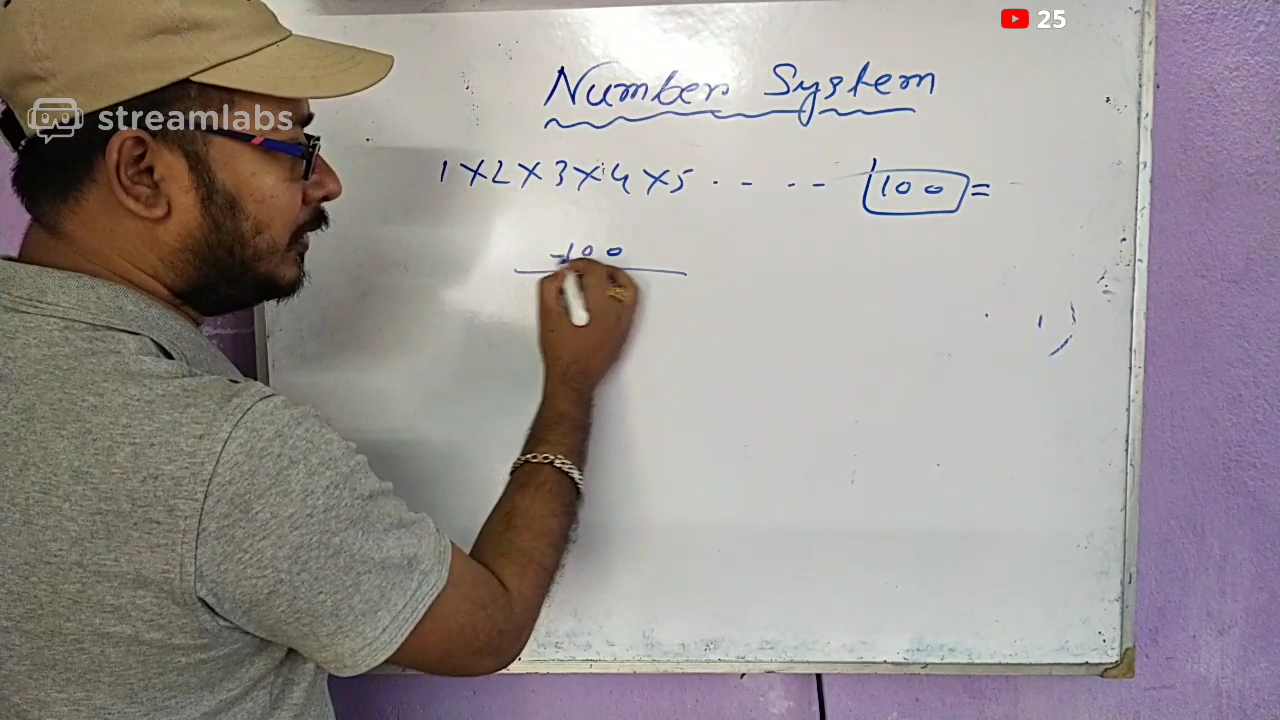 25
streamlabs
Number System
1 X 2 X 3 X 4 X 5 . - - - - - 100 =
100